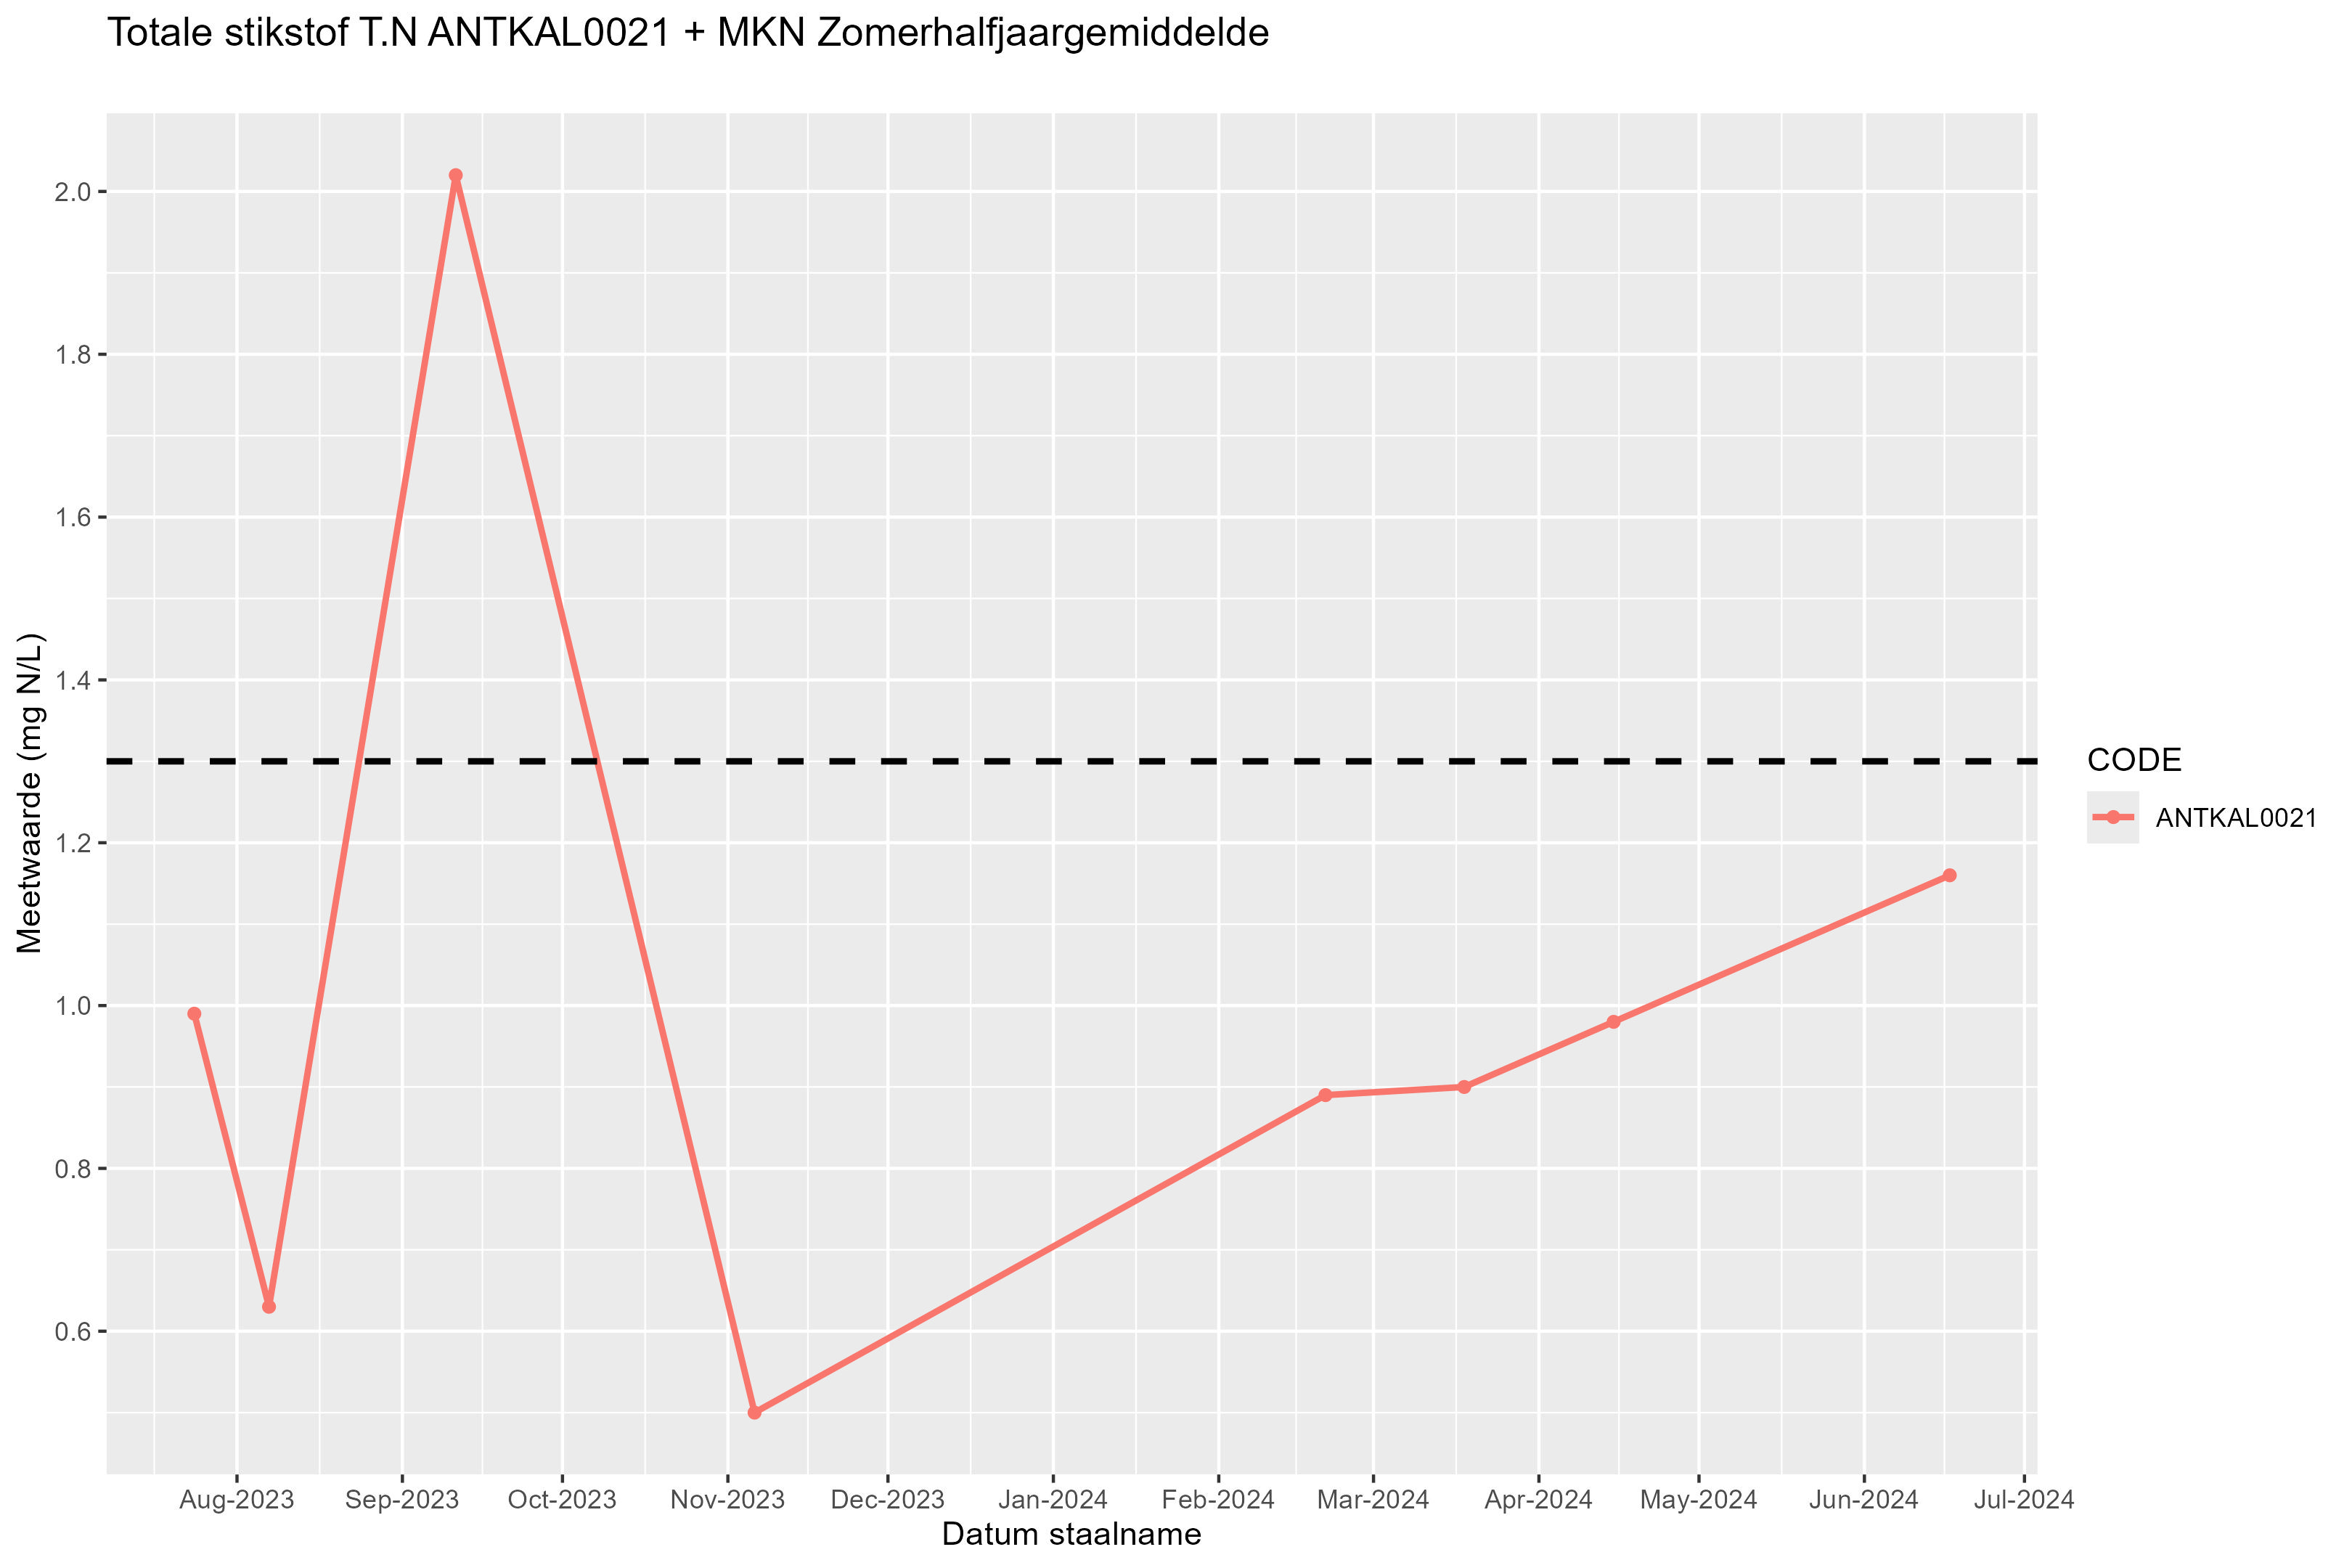 Totale stikstof T.N ANTKAL0021 + MKN Zomerhalfjaargemiddelde
Meetwaarde (mg N/L)
2.0
1.8
1.6
1.4
1.2
1.0
0.8
0.6
Aug-2023 Sep-2023 Oct-2023 Nov-2023 Dec-2023 Jan-2024 Feb-2024 Mar-2024 Apr-2024 May-2024 Jun-2024 Jul-2024
Datum staalname
CODE
ANTKAL0021